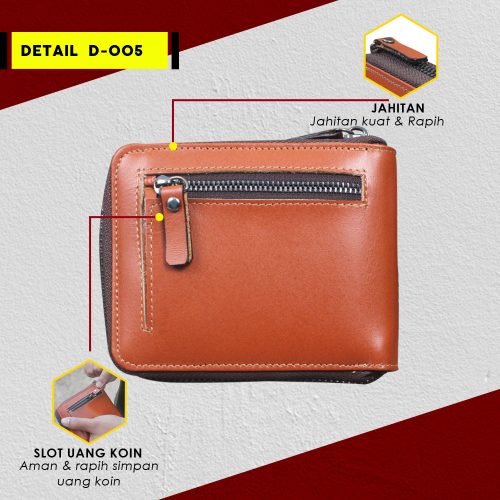 DETAIL D-005
JAHITAN
Jahitan kuat & Rapih
SLOT UANG KOIN
Aman & rapih simpan
uang koin